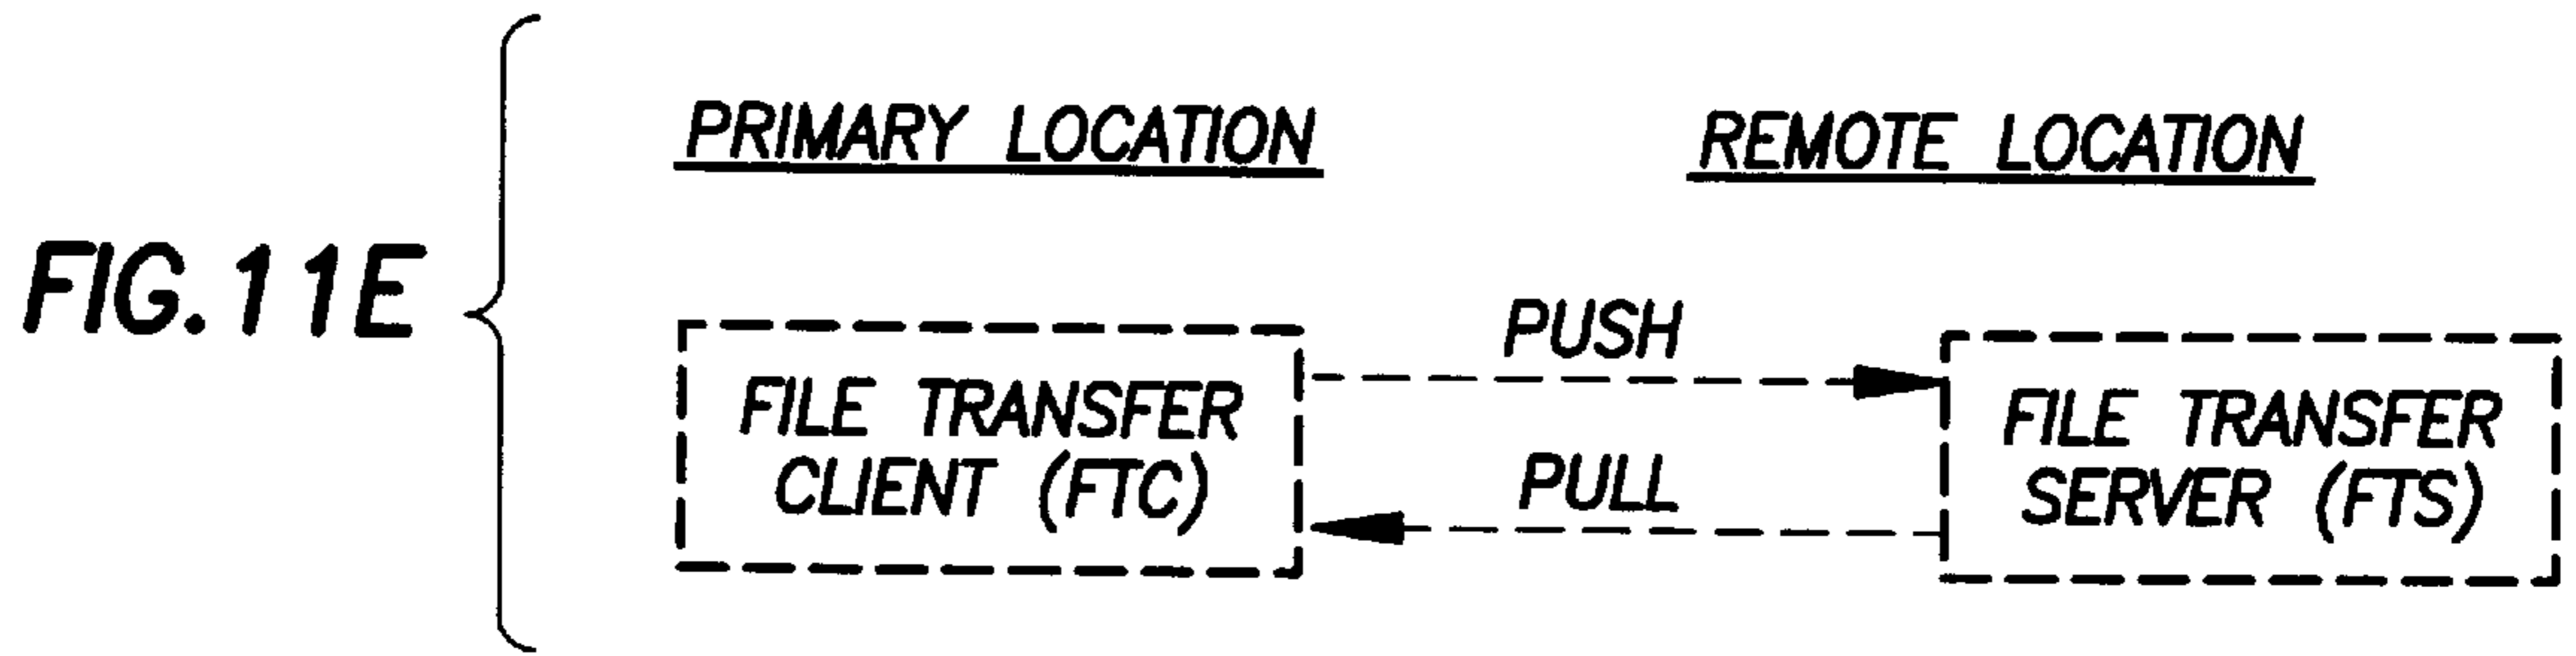 FIG. 11E
PRIMARY LOCATION
REMOTE LOCATION
FILE TRANSFER
CLIENT (FTC)
PUSH
PULL
FILE TRANSFER
SERVER (FTS)